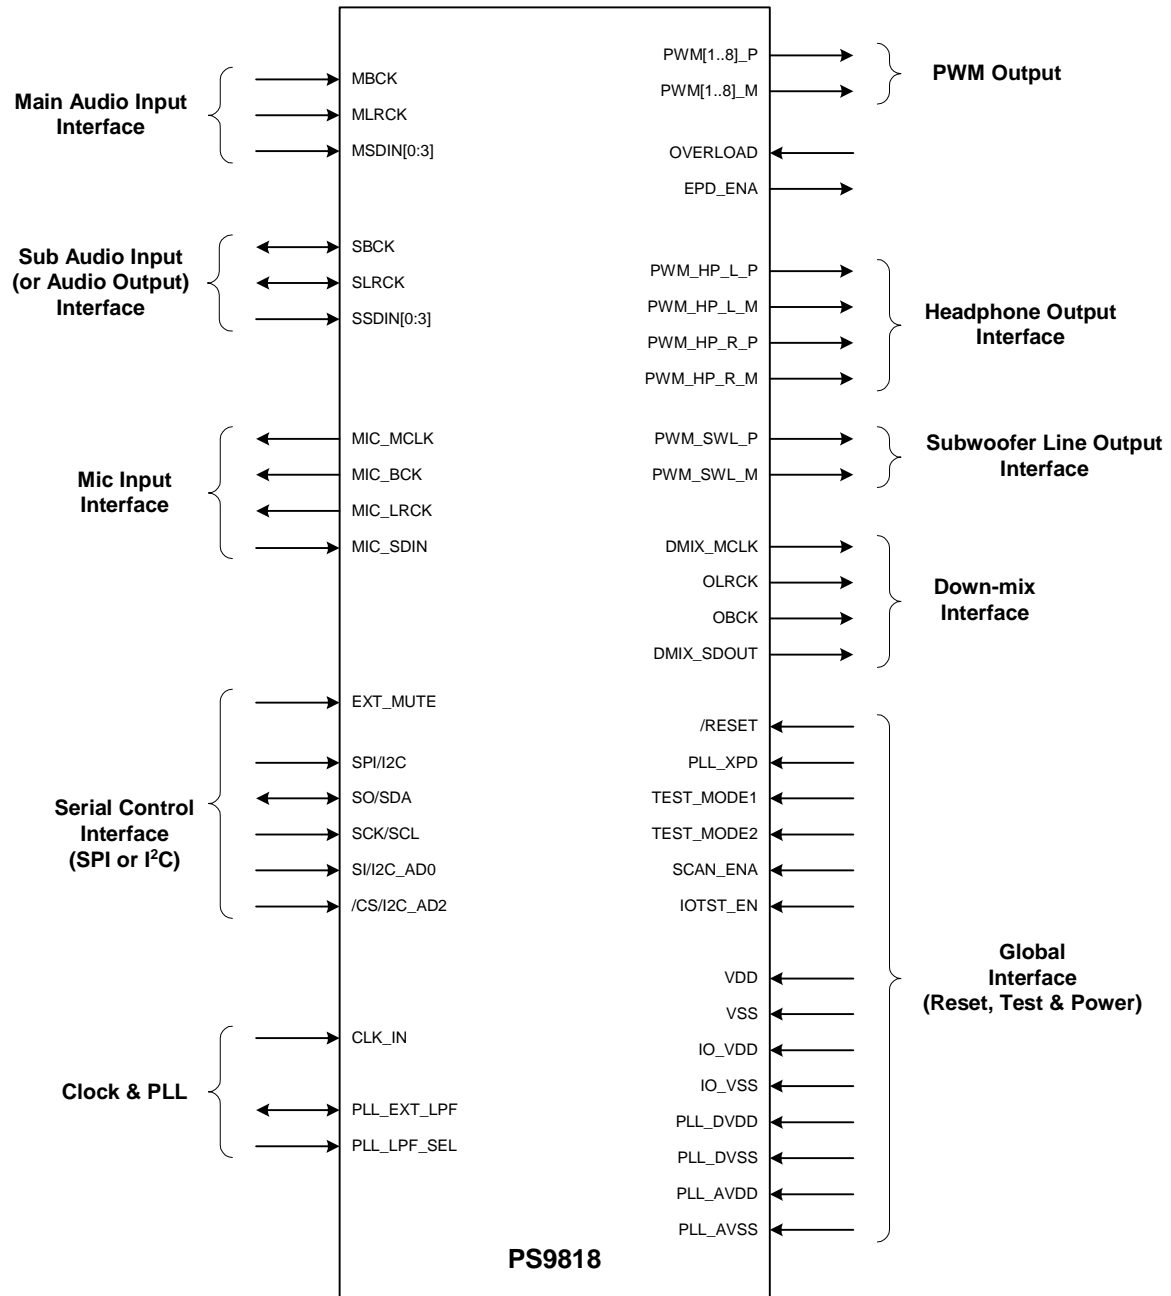 Main Audio Input
Interface
MBCK
MLRCK
MSDIN[0:3]
Sub Audio Input
(or Audio Output)
Interface
SBCK
SLRCK
SSDIN[0:3]
Mic Input
Interface
MIC_MCLK
MIC_BCK
MIC_LRCK
MIC_SDIN
Serial Control
Interface
(SPI or I²C)
EXT_MUTE
SPI/I2C
SO/SDA
SCK/SCL
SI/I2C_AD0
/CS/I2C_AD2
Clock & PLL
CLK_IN
PLL_EXT_LPF
PLL_LPF_SEL
PWM[1..8]_P
PWM[1..8]_M
PWM Output
OVERLOAD
EPD_ENA
PWM_HP_L_P
PWM_HP_L_M
PWM_HP_R_P
PWM_HP_R_M
Headphone Output
Interface
PWM_SWL_P
PWM_SWL_M
Subwoofer Line Output
Interface
DMIX_MCLK
OLRCK
OBCK
DMIX_SDOUT
Down-mix
Interface
/RESET
PLL_XPD
TEST_MODE1
TEST_MODE2
SCAN_ENA
IOTST_EN
VDD
VSS
IO_VDD
IO_VSS
PLL_DVDD
PLL_DVSS
PLL_AVDD
PLL_AVSS
Global
Interface
(Reset, Test & Power)
PS9818